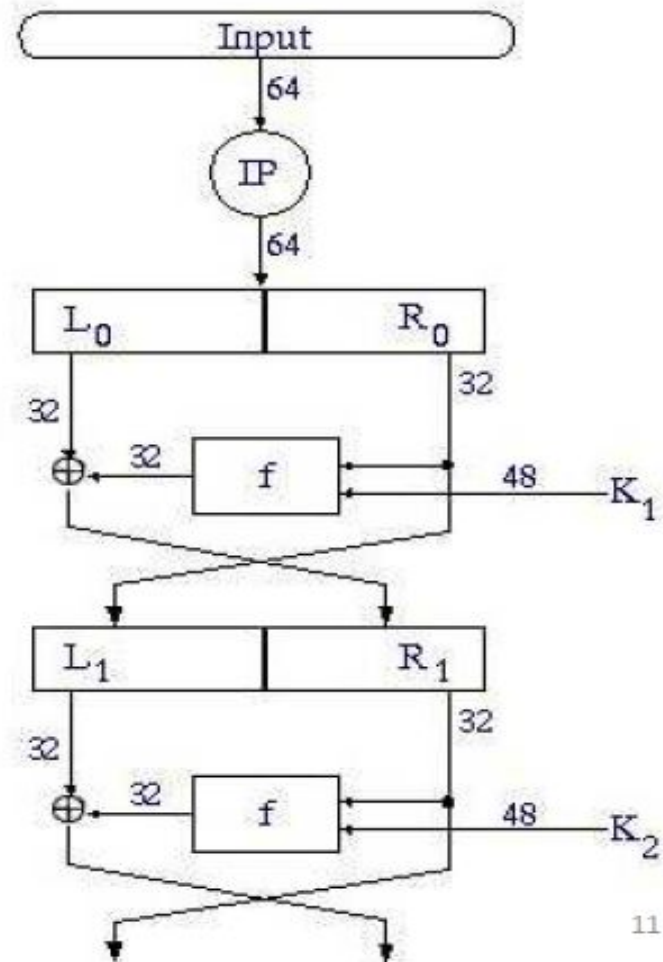 Input
64
IP
64
L₀ R₀
32 32
32
f
48 K₁
L₁ R₁
32
32
32
f
48 K₂
11